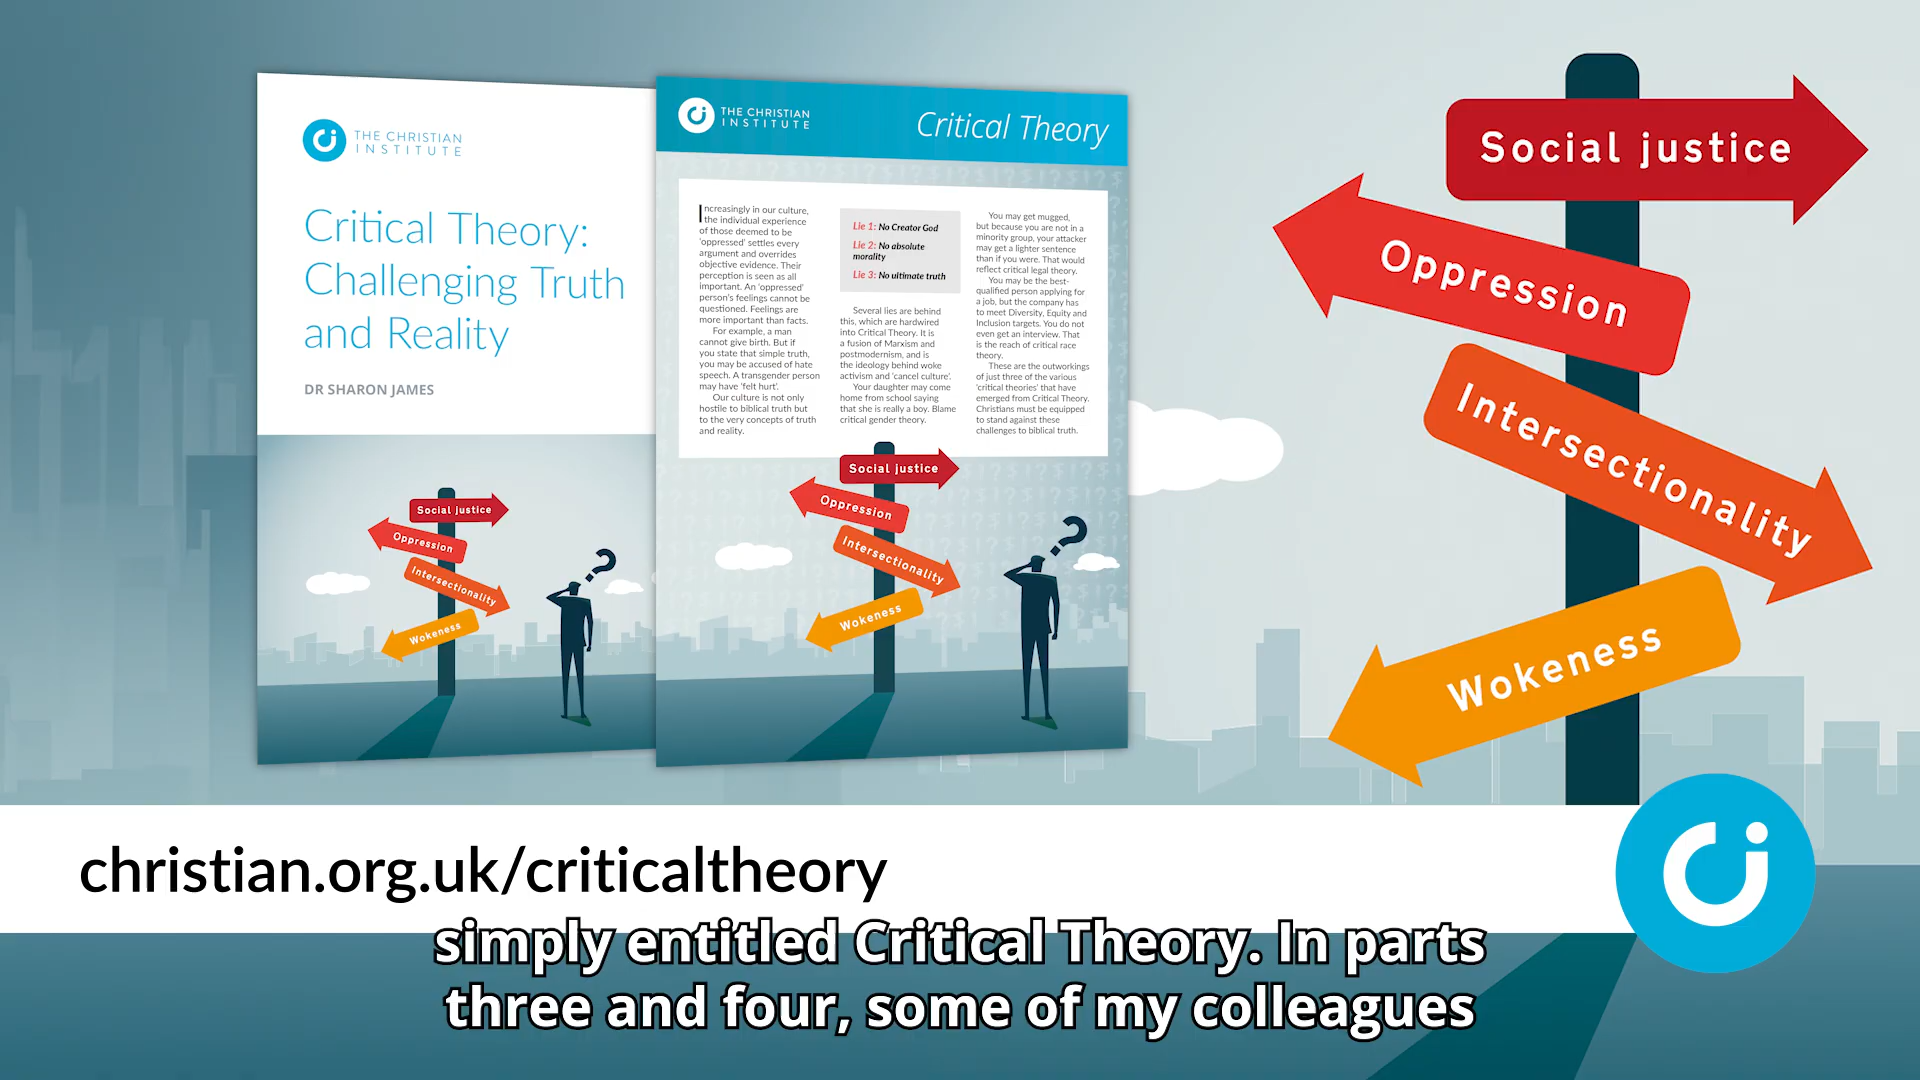 THE CHRISTIAN
INSTITUTE
Critical Theory:
Challenging Truth
and Reality
DR SHARON JAMES
Social justice
Oppression
Intersectionality
Wokeness
THE CHRISTIAN
INSTITUTE
Critical Theory
Increasingly in our culture,
the individual experience
of those deemed to be
‘oppressed’ settles every
argument and overrides
objective evidence. Their
perception is seen as all
important. An ‘oppressed’
person’s feelings cannot be
questioned. Feelings are
more important than facts.
For example, a man
cannot give birth. But if
you state that simple truth,
you may be accused of hate
speech. A transgender person
may have ‘felt hurt’.
Our culture is not only
hostile to biblical truth but
to the very concepts of truth
and reality.
Lie 1: No Creator God
Lie 2: No absolute
morality
Lie 3: No ultimate truth
Several lies are behind
this, which are hardwired
into Critical Theory. It is
a fusion of Marxism and
postmodernism, and is
the ideology behind woke
activism and ‘cancel culture’.
Your daughter may come
home from school saying
that she is really a boy. Blame
critical gender theory.
You may get mugged,
but because you are not in a
minority group, your attacker
may get a lighter sentence
than if you were. That would
reflect critical legal theory.
You may be the best-
qualified person applying for
a job, but the company has
to meet Diversity, Equity and
Inclusion targets. You do not
even get an interview. That
is the reach of critical race
theory.
These are the outworkings
of just three of the various
‘critical theories’ that have
emerged from Critical Theory.
Christians must be equipped
to stand against these
challenges to biblical truth.
Social justice
Oppression
Intersectionality
Wokeness
Social justice
Oppression
Intersectionality
Wokeness
christian.org.uk/criticaltheory
simply entitled Critical Theory. In parts
three and four, some of my colleagues